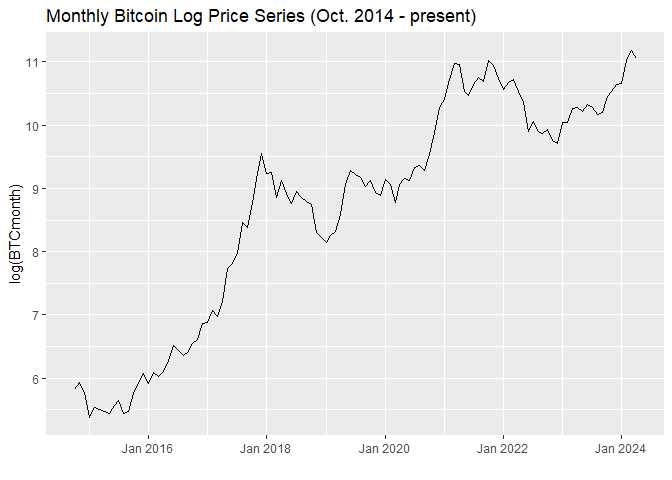 Monthly Bitcoin Log Price Series (Oct. 2014 - present)
log(BTCmonth)
11
10
9
8
7
6
Jan 2016 Jan 2018 Jan 2020 Jan 2022 Jan 2024